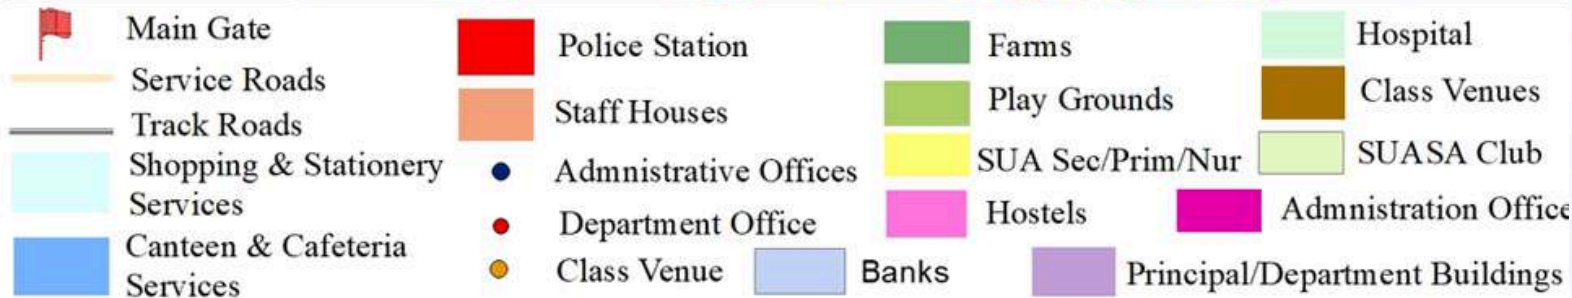 Main Gate
Service Roads
Track Roads
Shopping & Stationery
Services
Canteen & Cafeteria
Services
Police Station
Staff Houses
Admnistrative Offices
Department Office
Class Venue
Farms
Play Grounds
SUA Sec/Prim/Nur
Hostels
Banks
Hospital
Class Venues
SUASA Club
Admnistration Office
Principal/Department Buildings